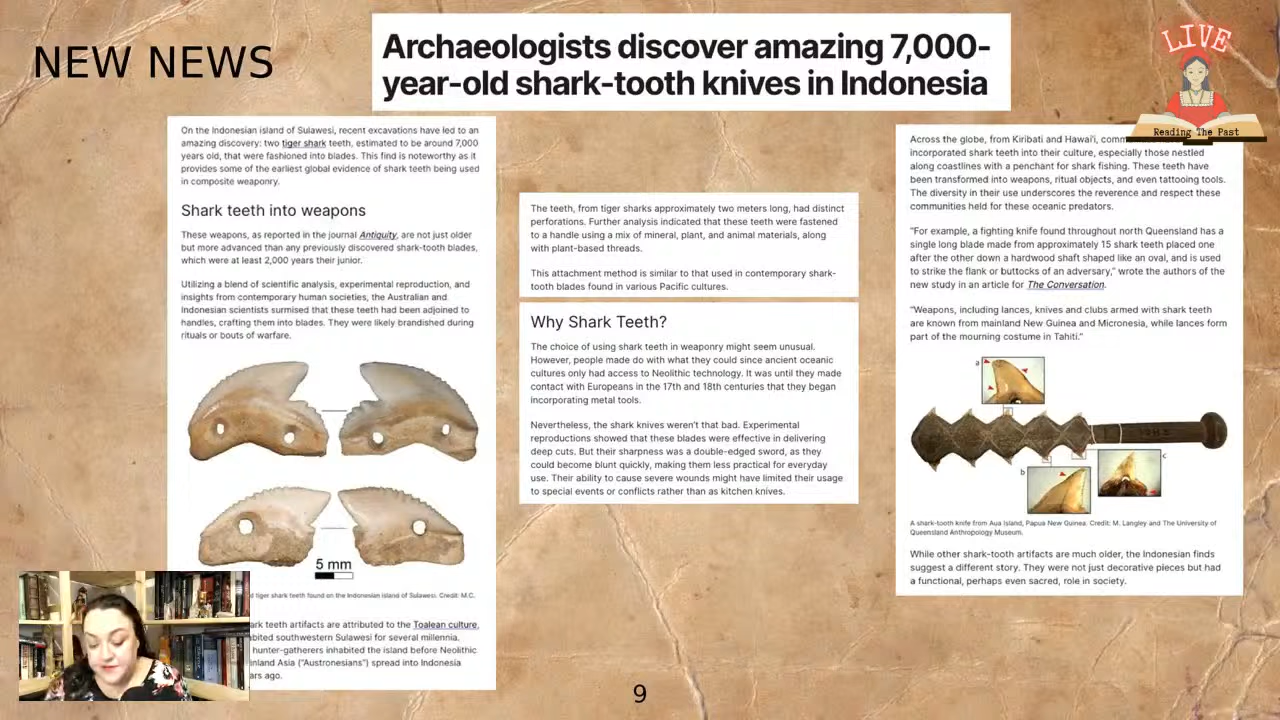 NEW NEWS
Archaeologists discover amazing 7,000-
year-old shark-tooth knives in Indonesia
LIVE
Reading The Past
On the Indonesian island of Sulawesi, recent excavations have led to an
amazing discovery: two tiger shark teeth, estimated to be around 7,000
years old, that were fashioned into blades. This find is noteworthy as it
provides some of the earliest global evidence of shark teeth being used
in composite weaponry.
Shark teeth into weapons
These weapons, as reported in the journal Antiquity, are not just older
but more advanced than any previously discovered shark-tooth blades,
which were at least 2,000 years their junior.
Utilizing a blend of scientific analysis, experimental reproduction, and
insights from contemporary human societies, the Australian and
Indonesian scientists surmised that these teeth had been adjoined to
handles, crafting them into blades. They were likely brandished during
rituals or bouts of warfare.
5 mm
d tiger shark teeth found on the Indonesian island of Sulawesi. Credit: M.C.
ark teeth artifacts are attributed to the Toalean culture,
bited southwestern Sulawesi for several millennia.
hunter-gatherers inhabited the island before Neolithic
inland Asia ("Austronesians") spread into Indonesia
ars ago.
The teeth, from tiger sharks approximately two meters long, had distinct
perforations. Further analysis indicated that these teeth were fastened
to a handle using a mix of mineral, plant, and animal materials, along
with plant-based threads.
This attachment method is similar to that used in contemporary shark-
tooth blades found in various Pacific cultures.
Why Shark Teeth?
The choice of using shark teeth in weaponry might seem unusual.
However, people made do with what they could since ancient oceanic
cultures only had access to Neolithic technology. It was until they made
contact with Europeans in the 17th and 18th centuries that they began
incorporating metal tools.
Nevertheless, the shark knives weren't that bad. Experimental
reproductions showed that these blades were effective in delivering
deep cuts. But their sharpness was a double-edged sword, as they
could become blunt quickly, making them less practical for everyday
use. Their ability to cause severe wounds might have limited their usage
to special events or conflicts rather than as kitchen knives.
Across the globe, from Kiribati and Hawai'i, comm
incorporated shark teeth into their culture, especially those nestled
along coastlines with a penchant for shark fishing. These teeth have
been transformed into weapons, ritual objects, and even tattooing tools.
The diversity in their use underscores the reverence and respect these
communities held for these oceanic predators.
"For example, a fighting knife found throughout north Queensland has a
single long blade made from approximately 15 shark teeth placed one
after the other down a hardwood shaft shaped like an oval, and is used
to strike the flank or buttocks of an adversary," wrote the authors of the
new study in an article for The Conversation.
"Weapons, including lances, knives and clubs armed with shark teeth
are known from mainland New Guinea and Micronesia, while lances form
part of the mourning costume in Tahiti."
a
b
c
A shark-tooth knife from Aua Island, Papua New Guinea. Credit: M. Langley and The University of
Queensland Anthropology Museum.
While other shark-tooth artifacts are much older, the Indonesian finds
suggest a different story. They were not just decorative pieces but had
a functional, perhaps even sacred, role in society.
9